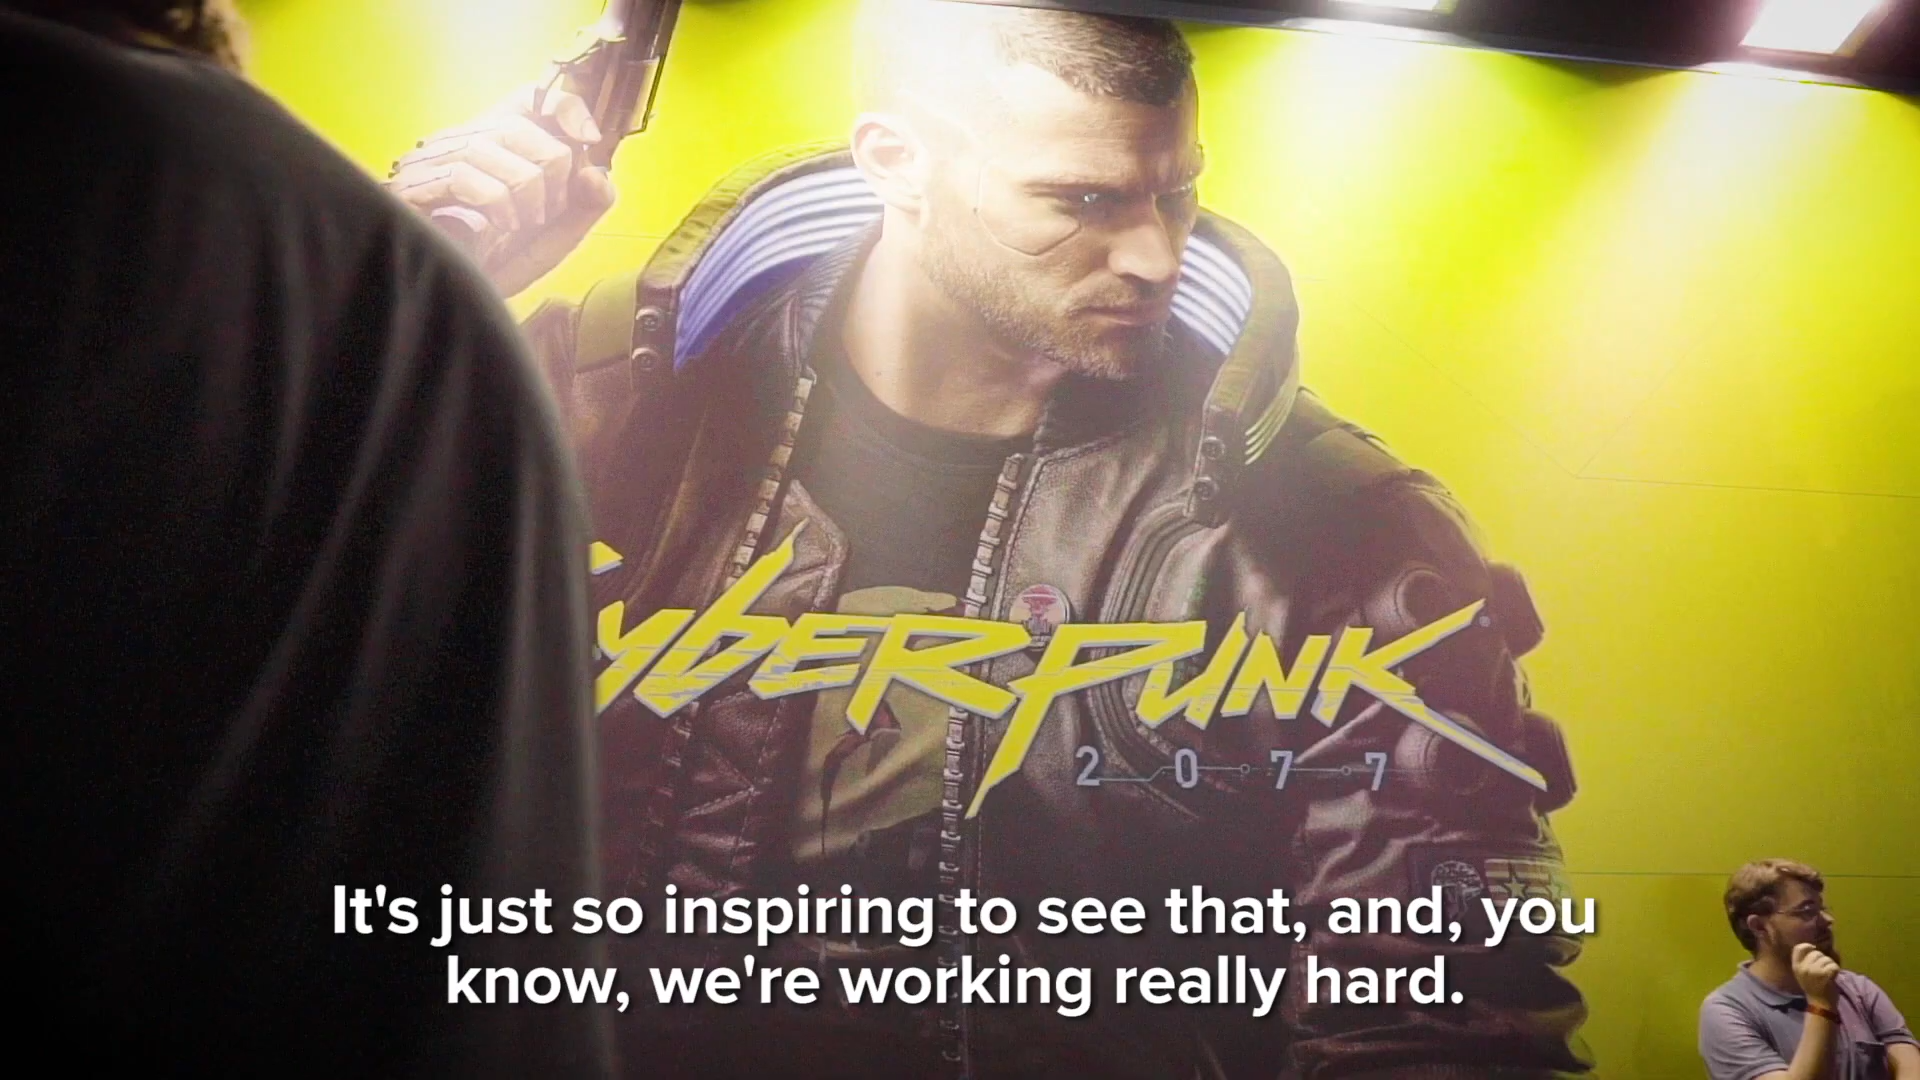 Cyberpunk
2077
It's just so inspiring to see that, and, you
know, we're working really hard.